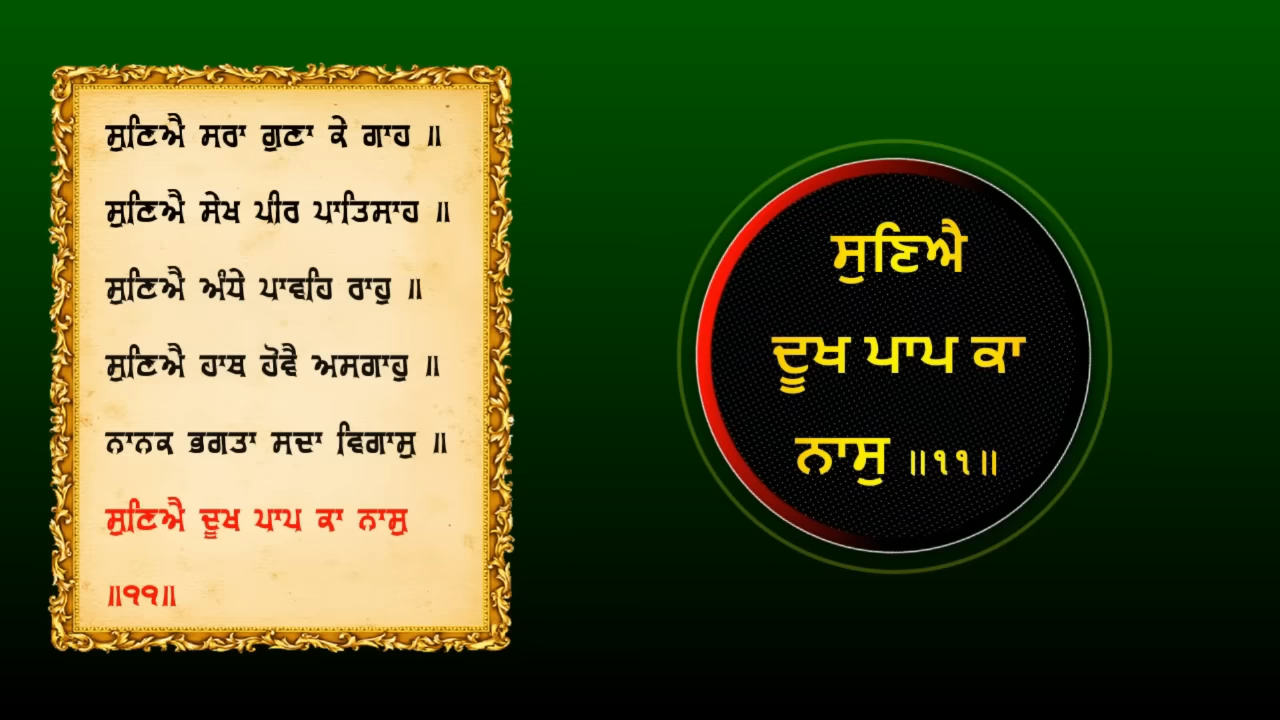 ਸੁਣਿਐ ਸਰਾ ਗੁਣਾ ਕੇ ਗਾਹ ॥
ਸੁਣਿਐ ਸੇਖ ਪੀਰ ਪਾਤਿਸਾਹ ॥
ਸੁਣਿਐ ਅੰਧੇ ਪਾਵਹਿ ਰਾਹੁ ॥
ਸੁਣਿਐ ਹਾਥ ਹੋਵੈ ਅਸਗਾਹੁ ॥
ਨਾਨਕ ਭਗਤਾ ਸਦਾ ਵਿਗਾਸੁ ॥
ਸੁਣਿਐ ਦੂਖ ਪਾਪ ਕਾ ਨਾਸੁ
॥੧੧॥
ਸੁਣਿਐ
ਦੂਖ ਪਾਪ ਕਾ
ਨਾਸੁ ॥੧੧॥